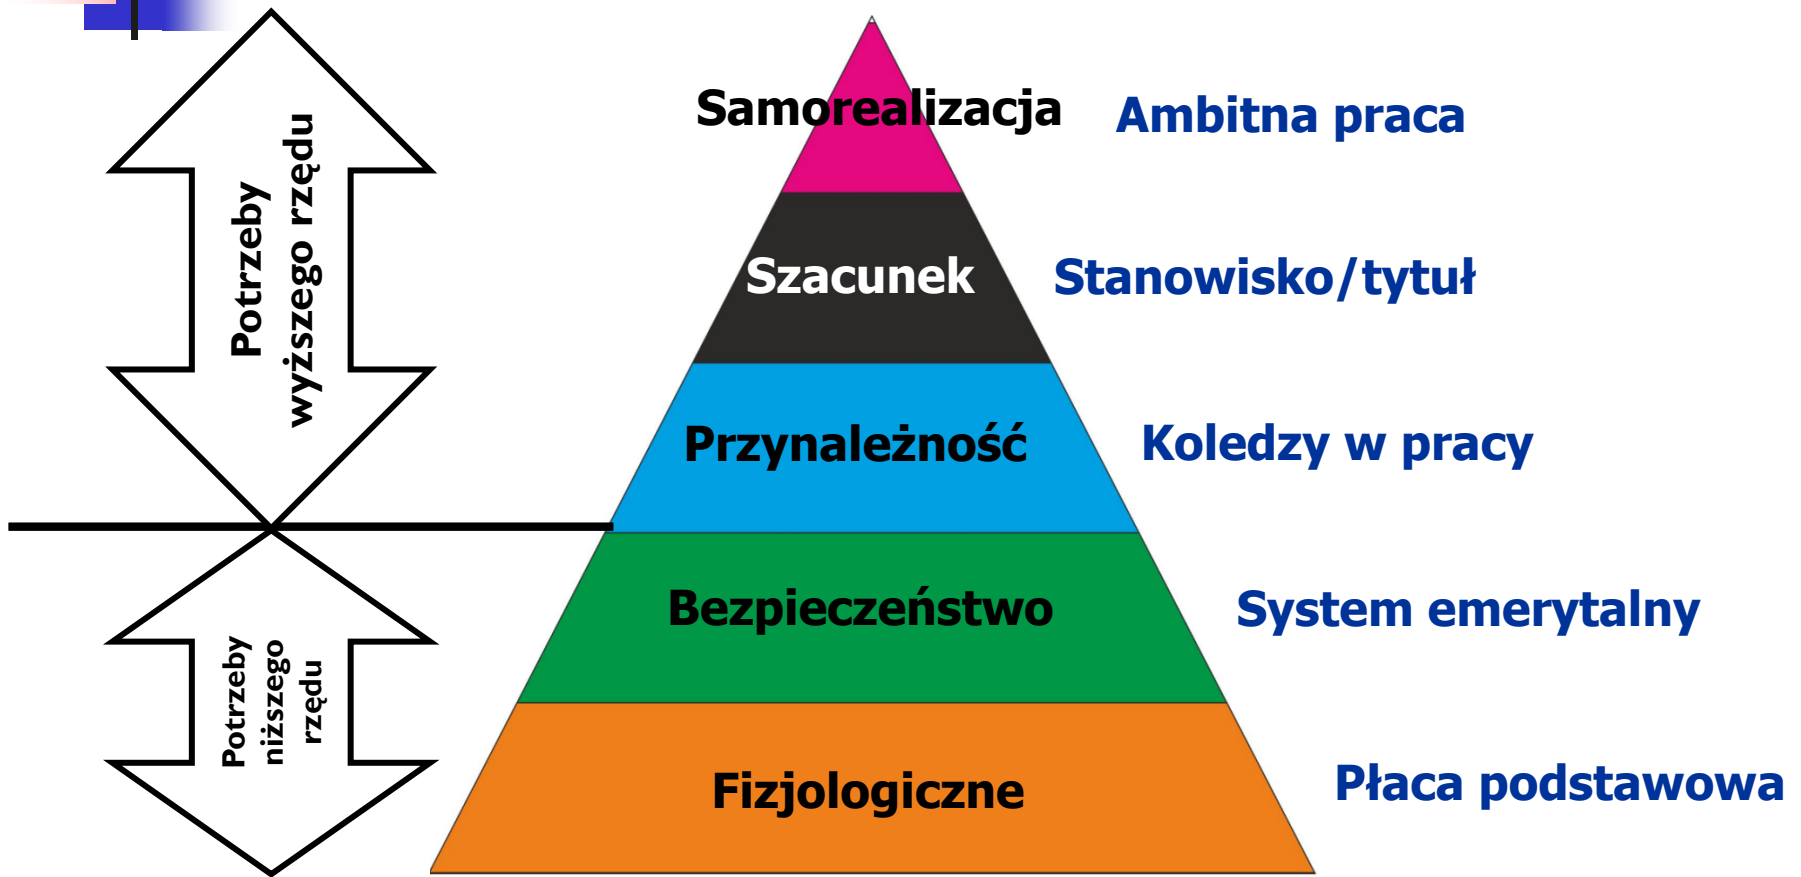 Potrzeby
wyższego rzędu
Samorealizacja
Ambitna praca
Szacunek
Stanowisko/tytuł
Przynależność
Koledzy w pracy
Potrzeby
niższego
rzędu
Bezpieczeństwo
System emerytalny
Fizjologiczne
Płaca podstawowa